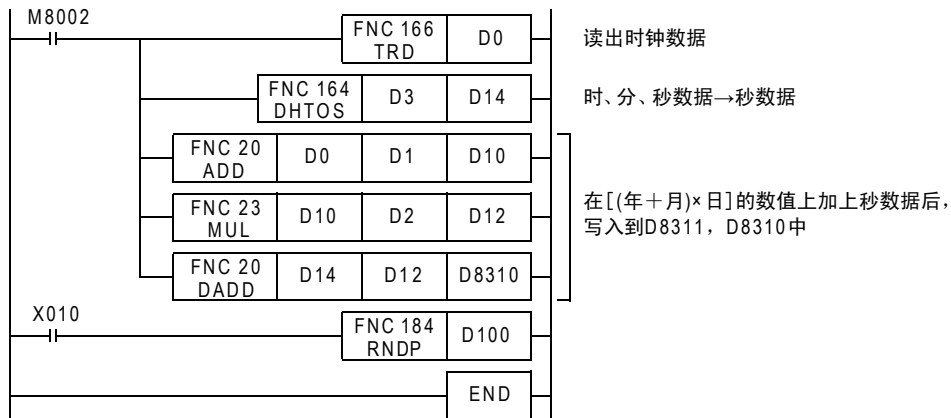 M8002
FNC 166
TRD
D0
读出时钟数据
FNC 164
DHTOS
D3
D14
时、分、秒数据→秒数据
FNC 20
ADD
D0
D1
D10
FNC 23
MUL
D10
D2
D12
在[(年＋月)×日]的数值上加上秒数据后，
写入到D8311，D8310中
FNC 20
DADD
D14
D12
D8310
X010
FNC 184
RNDP
D100
END